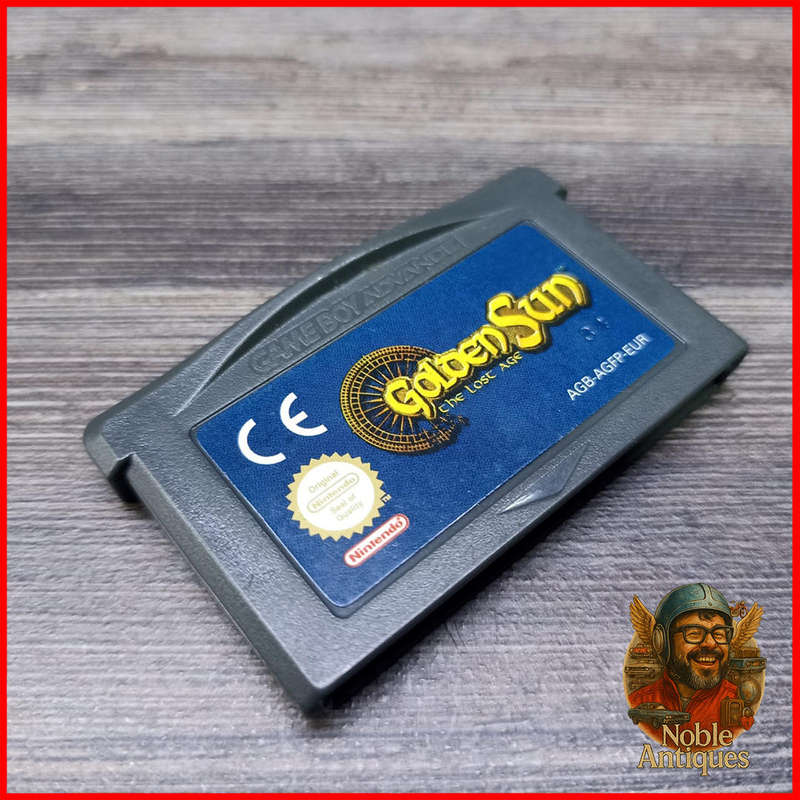 GAME BOY ADVANCE
Golden Sun
The Lost Age
AGB-AGFP-EUR
CE
Original
Nintendo
Seal of
Quality
TM
Nintendo
Noble
Antiques